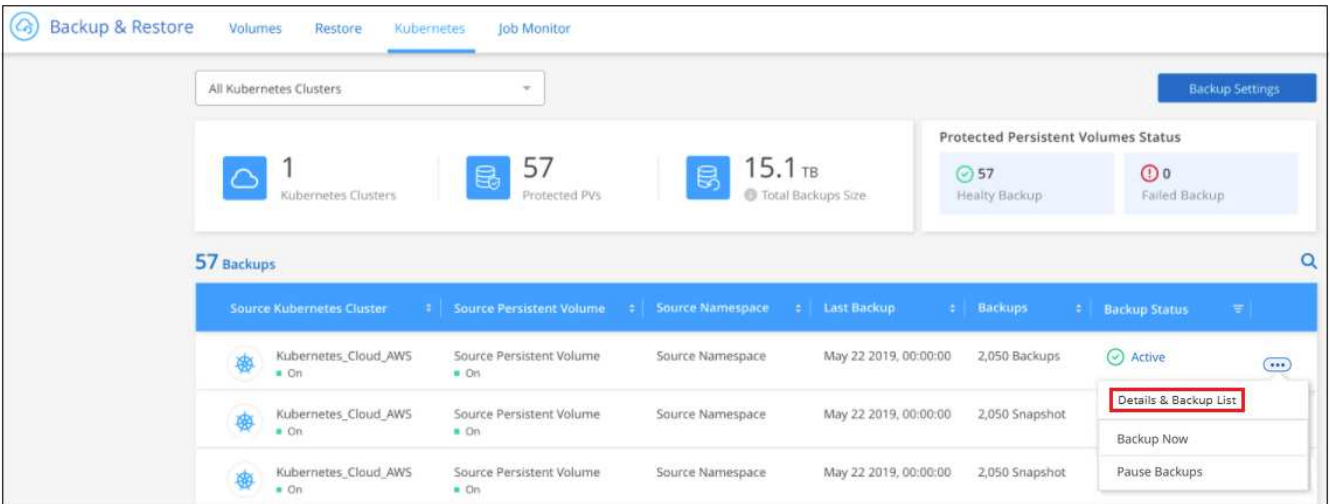 Backup & Restore Volumes Restore Kubernetes Job Monitor
All Kubernetes Clusters Backup Settings
Protected Persistent Volumes Status
1 57 15.1 TB
Kubernetes Clusters Protected PVs Total Backups Size
57 0
Healty Backup Failed Backup
57 Backups
Source Kubernetes Cluster Source Persistent Volume Source Namespace Last Backup Backups Backup Status
Kubernetes_Cloud_AWS Source Persistent Volume Source Namespace May 22 2019, 00:00:00 2,050 Backups Active
On On
Details & Backup List
Kubernetes_Cloud_AWS Source Persistent Volume Source Namespace May 22 2019, 00:00:00 2,050 Snapshot
On On
Backup Now
Kubernetes_Cloud_AWS Source Persistent Volume Source Namespace May 22 2019, 00:00:00 2,050 Snapshot
Pause Backups
On On